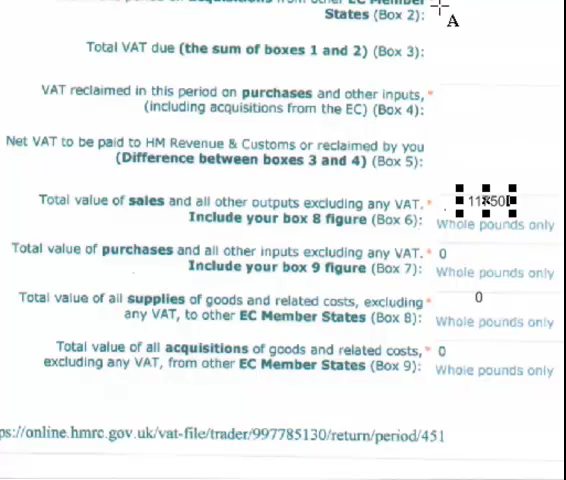 States (Box 2):
A
Total VAT due (the sum of boxes 1 and 2) (Box 3):
VAT reclaimed in this period on purchases and other inputs, *
(including acquisitions from the EC) (Box 4):
Net VAT to be paid to HM Revenue & Customs or reclaimed by you
(Difference between boxes 3 and 4) (Box 5):
Total value of sales and all other outputs excluding any VAT. *
Include your box 8 figure (Box 6):
Whole pounds only
Total value of purchases and all other inputs excluding any VAT. * 0
Include your box 9 figure (Box 7):
Whole pounds only
Total value of all supplies of goods and related costs, excluding * 0
any VAT, to other EC Member States (Box 8):
Whole pounds only
Total value of all acquisitions of goods and related costs, * 0
excluding any VAT, from other EC Member States (Box 9):
Whole pounds only
ps://online.hmrc.gov.uk/vat-file/trader/997785130/return/period/451